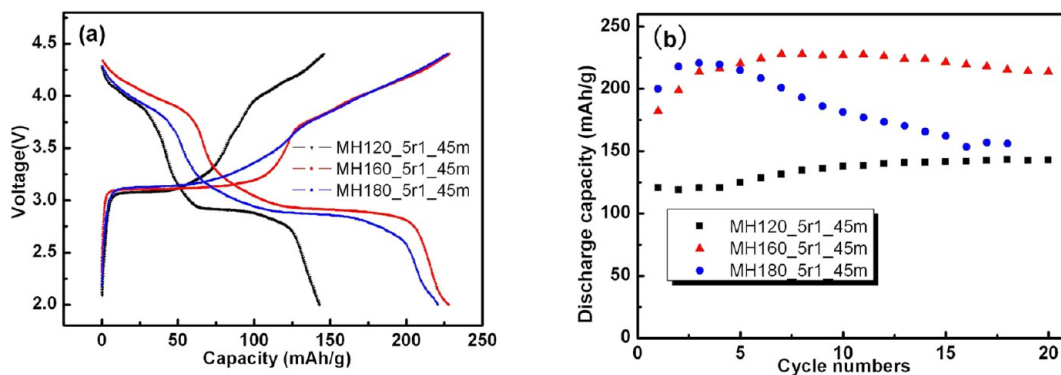 (a)
4.5
4.0
3.5
3.0
2.5
2.0
Voltage(V)
MH120_5r1_45m
MH160_5r1_45m
MH180_5r1_45m
0 50 100 150 200 250
Capacity (mAh/g)
(b)
250
200
150
100
50
0
Discharge capacity (mAh/g)
MH120_5r1_45m
MH160_5r1_45m
MH180_5r1_45m
0 5 10 15 20
Cycle numbers